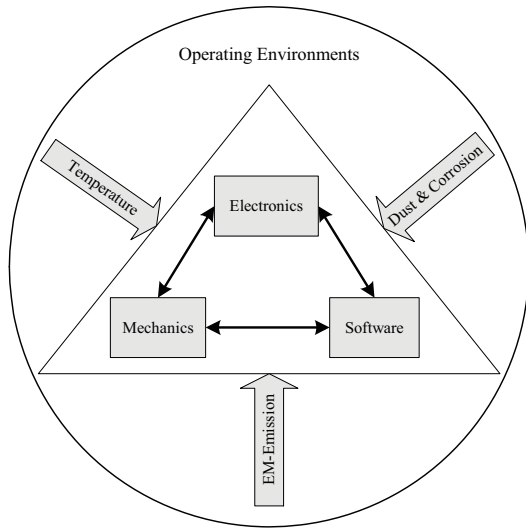 Operating Environments
Temperature
Dust & Corrosion
Electronics
Mechanics
Software
EM-Emission